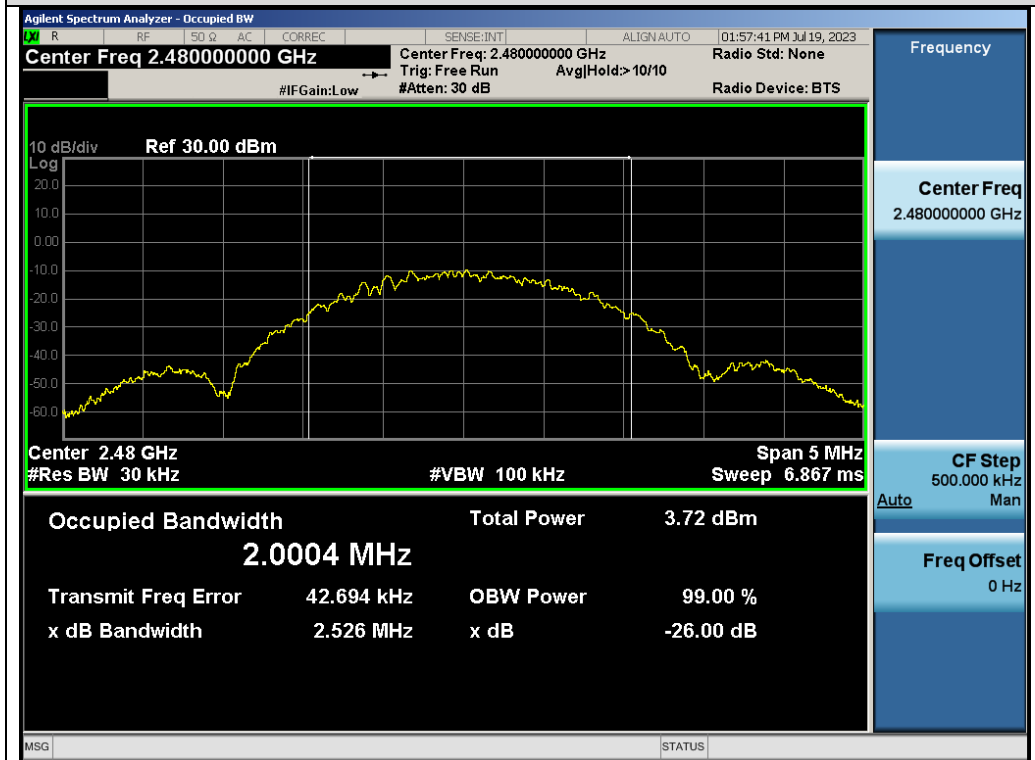 Agilent Spectrum Analyzer - Occupied BW
LXI R RF 50 Ω AC CORREC SENSE:INT ALIGN AUTO 01:57:41 PM Jul 19, 2023
Center Freq 2.480000000 GHz Center Freq: 2.480000000 GHz Radio Std: None
Trig: Free Run Avg|Hold:> 10/10
#IFGain:Low #Atten: 30 dB Radio Device: BTS
10 dB/div Ref 30.00 dBm
Log
20.0
10.0
0.00
-10.0
-20.0
-30.0
-40.0
-50.0
-60.0
Center 2.48 GHz Span 5 MHz
#Res BW 30 kHz #VBW 100 kHz Sweep 6.867 ms
Occupied Bandwidth Total Power 3.72 dBm
2.0004 MHz
Transmit Freq Error 42.694 kHz OBW Power 99.00 %
x dB Bandwidth 2.526 MHz x dB -26.00 dB
Frequency
Center Freq
2.480000000 GHz
CF Step
500.000 kHz
Auto Man
Freq Offset
0 Hz
MSG STATUS